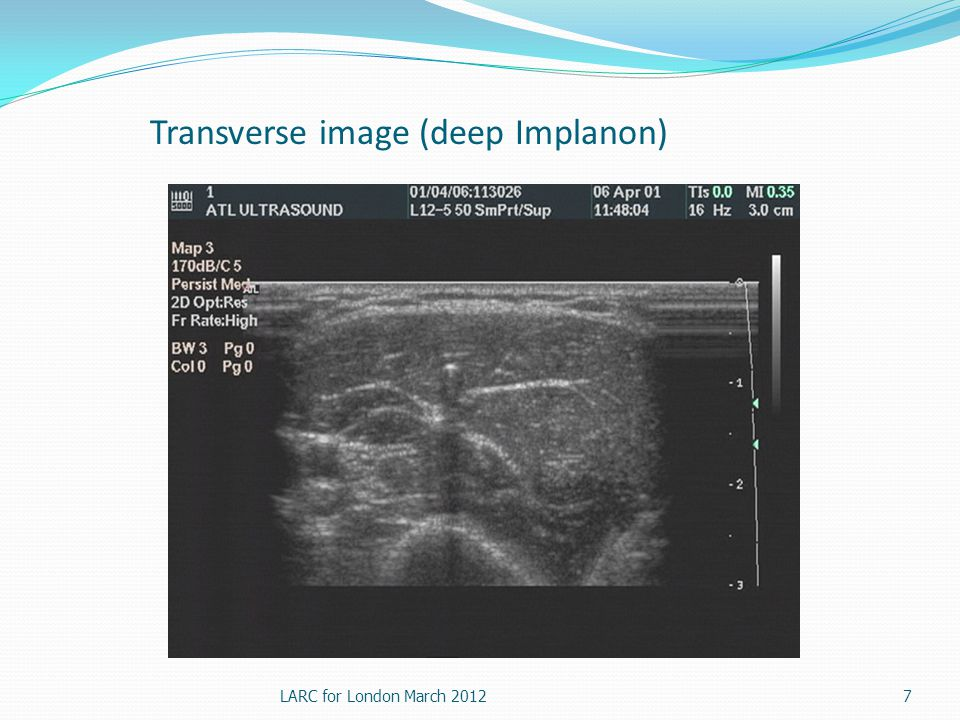 Transverse image (deep Implanon)
1 01/04/06:113026 06 Apr 01 TIs 0.0 MI 0.35
ATL ULTRASOUND L12-5 50 SmPrt/Sup 11:48:04 16 Hz 3.0 cm
Map 3
170dB/C 5
Persist Med
ATL
2D Opt:Res
Fr Rate:High
BW 3 Pg 0
Col 0 Pg 0
- 0
- 1
- 2
- 3
LARC for London March 2012 7